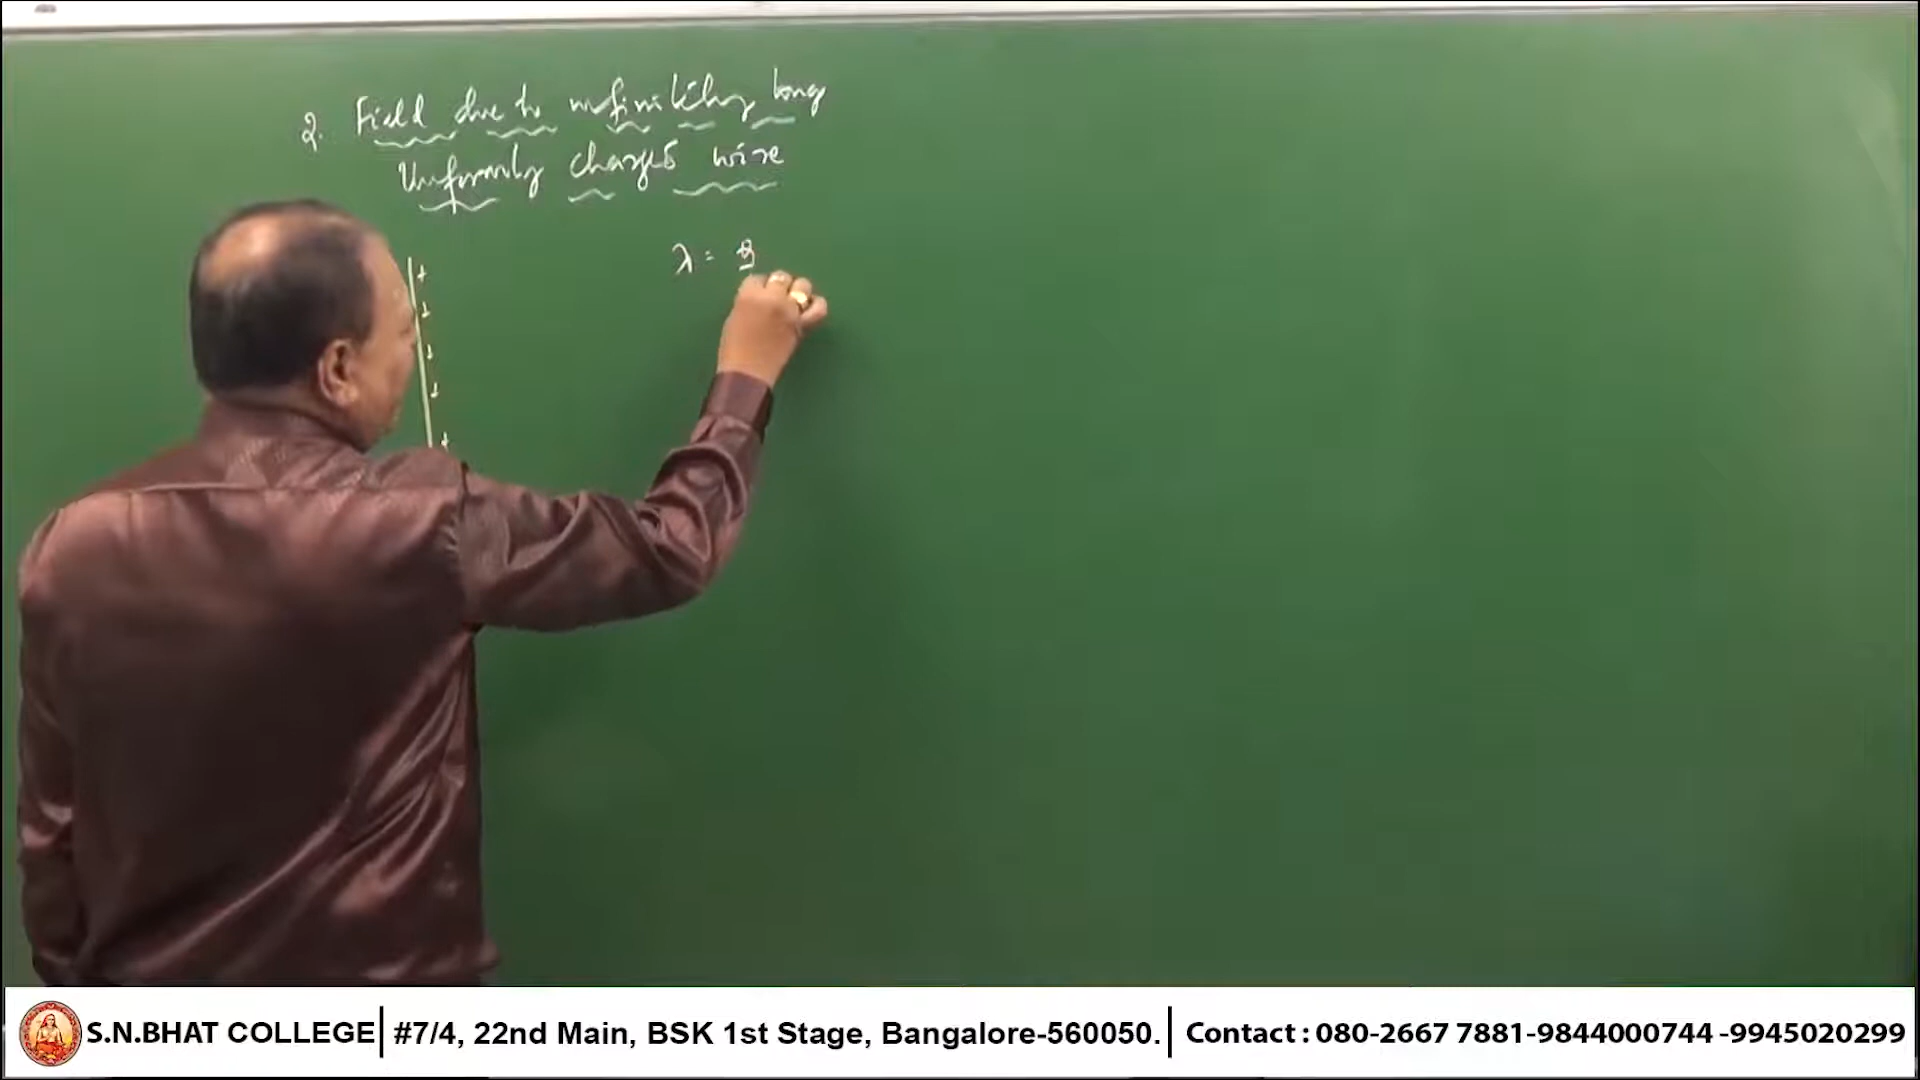 2. Field due to infinitely long
Uniformly charged wire
λ = q
+
+
+
+
+
S.N.BHAT COLLEGE | #7/4, 22nd Main, BSK 1st Stage, Bangalore-560050. | Contact : 080-2667 7881-9844000744 -9945020299